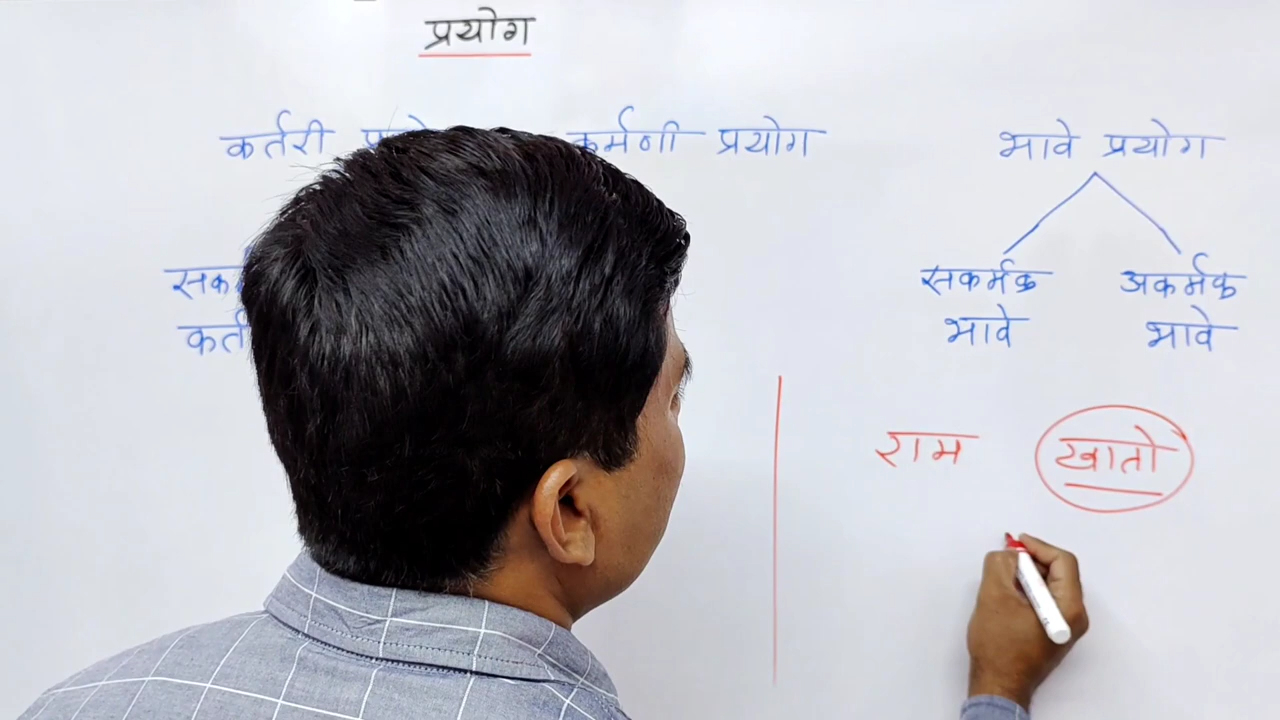 प्रयोग
कर्तरी कर्मणी प्रयोग भावे प्रयोग
सकर्मक अकर्मक
भावे भावे
राम खातो